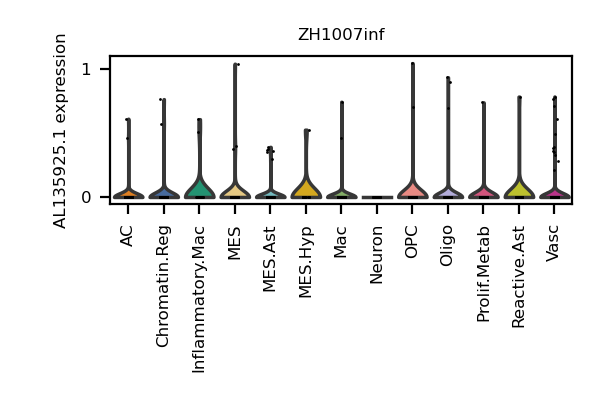 ZH1007inf
AL135925.1 expression
1
0
AC
Chromatin.Reg
Inflammatory.Mac
MES
MES.Ast
MES.Hyp
Mac
Neuron
OPC
Oligo
Prolif.Metab
Reactive.Ast
Vasc